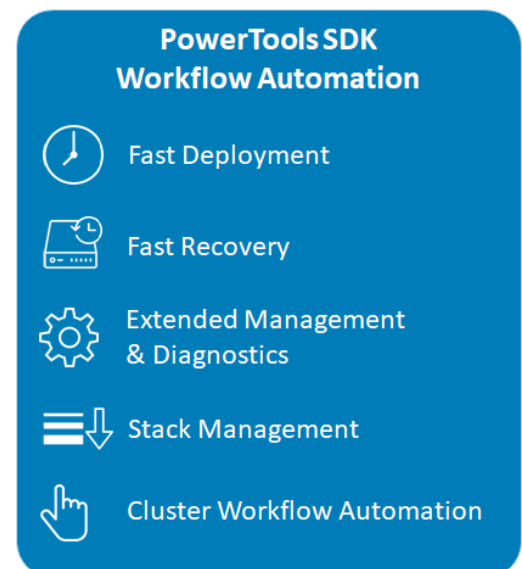 PowerTools SDK
Workflow Automation
Fast Deployment
Fast Recovery
Extended Management
& Diagnostics
Stack Management
Cluster Workflow Automation